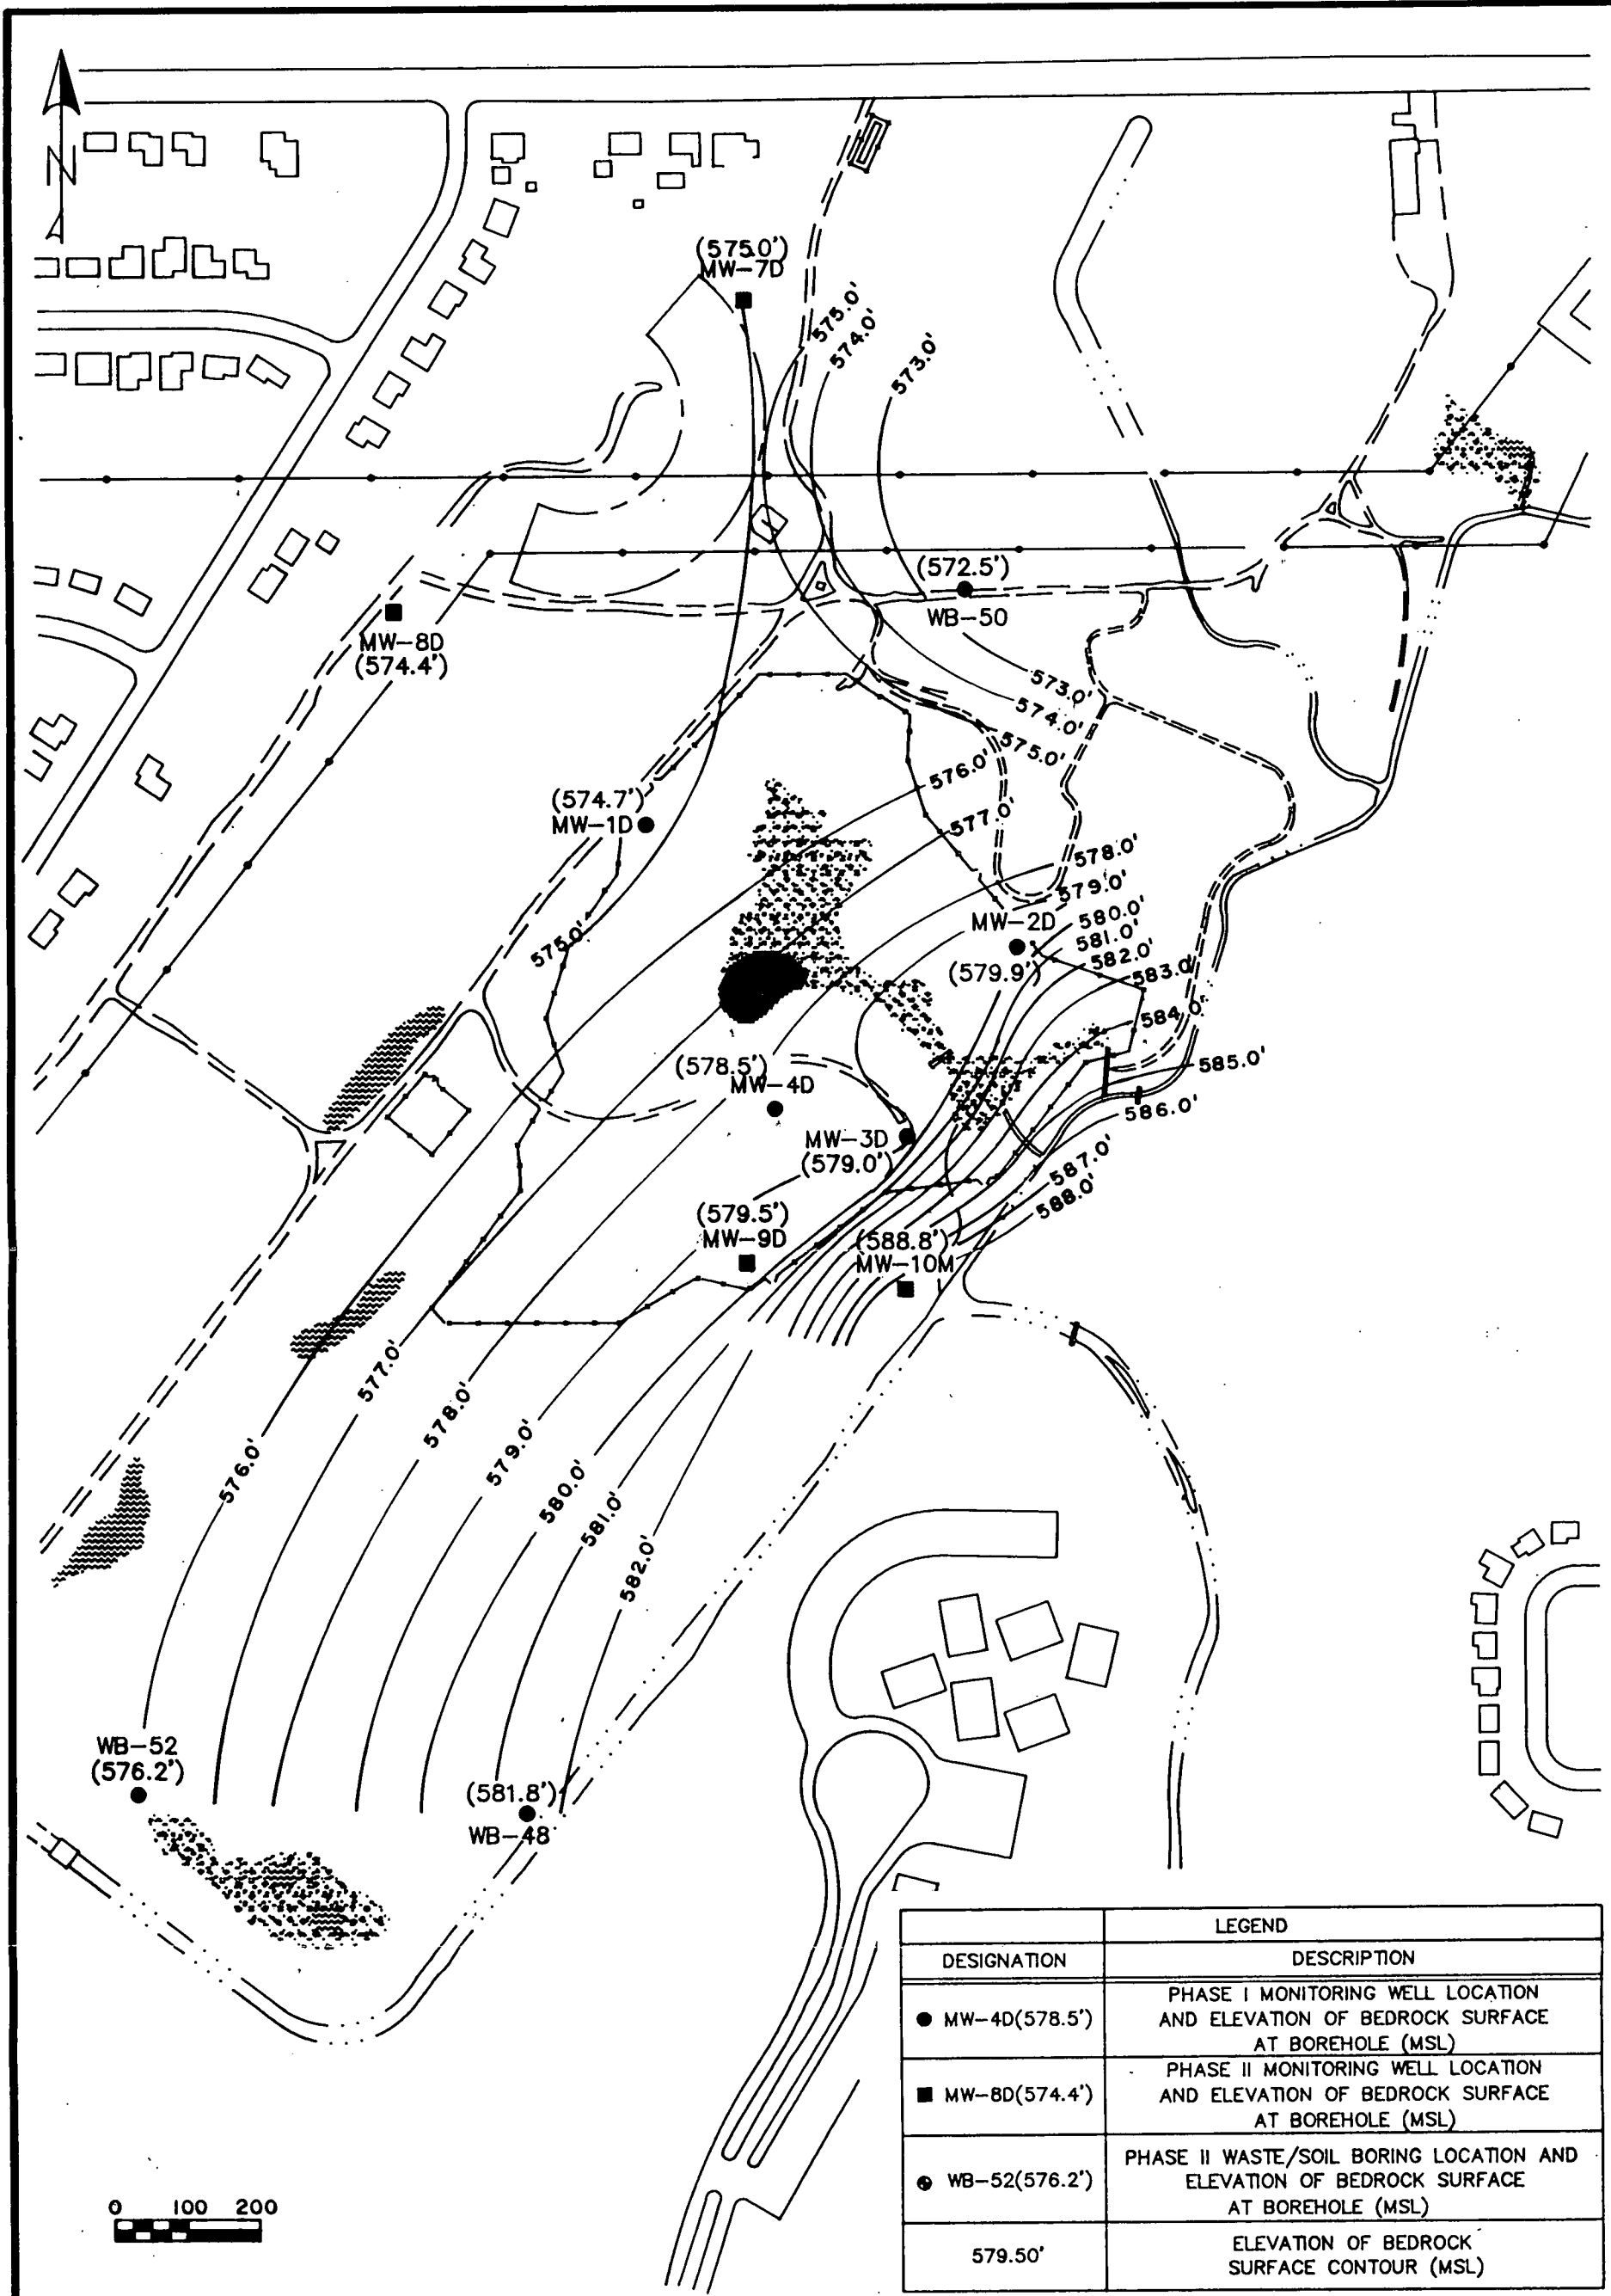 N
(575.0')
MW-7D
575.0'
574.0'
573.0'
(572.5')
WB-50
MW-8D
(574.4')
573.0'
574.0'
575.0'
576.0'
577.0'
(574.7')
MW-1D
578.0'
579.0'
MW-2D
(579.9')
580.0'
581.0'
582.0'
583.0'
584.0'
585.0'
586.0'
587.0'
588.0'
575.0'
(578.5')
MW-4D
MW-3D
(579.0')
(579.5')
MW-9D
(588.8')
MW-10M
576.0'
577.0'
578.0'
579.0'
580.0'
581.0'
582.0'
WB-52
(576.2')
(581.8')
WB-48
LEGEND
DESIGNATION
DESCRIPTION
MW-4D(578.5')
PHASE I MONITORING WELL LOCATION
AND ELEVATION OF BEDROCK SURFACE
AT BOREHOLE (MSL)
MW-8D(574.4')
PHASE II MONITORING WELL LOCATION
AND ELEVATION OF BEDROCK SURFACE
AT BOREHOLE (MSL)
WB-52(576.2')
PHASE II WASTE/SOIL BORING LOCATION AND
ELEVATION OF BEDROCK SURFACE
AT BOREHOLE (MSL)
579.50'
ELEVATION OF BEDROCK
SURFACE CONTOUR (MSL)
0 100 200